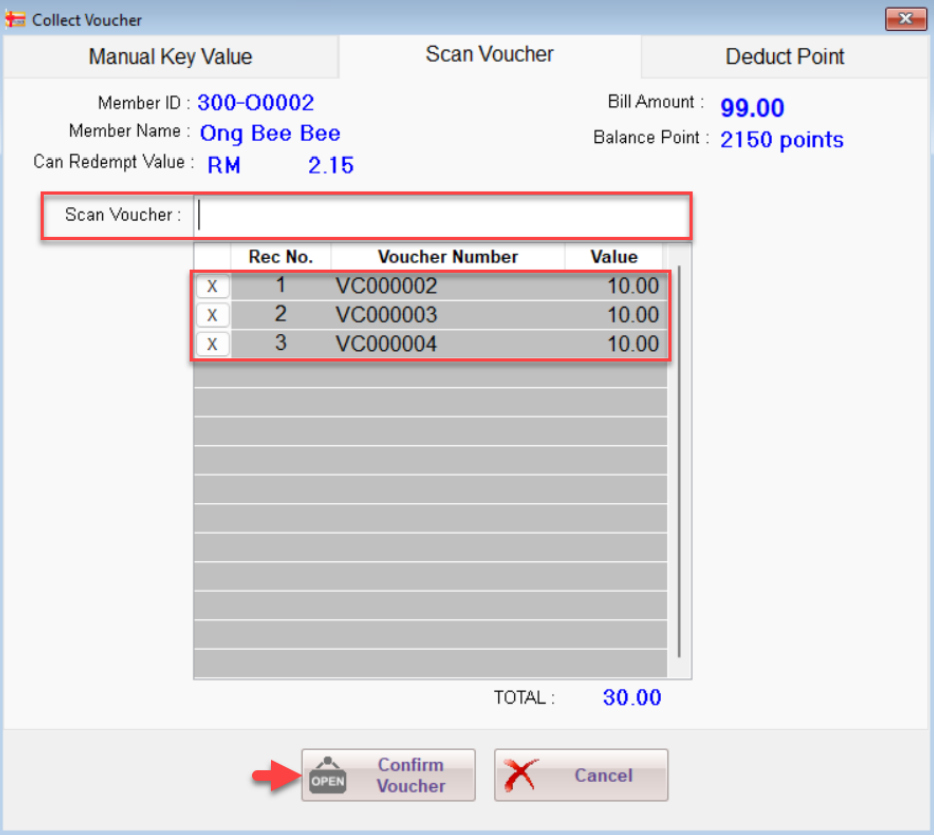 Collect Voucher
Manual Key Value
Scan Voucher
Deduct Point
Member ID : 300-O0002
Bill Amount : 99.00
Member Name : Ong Bee Bee
Balance Point : 2150 points
Can Redempt Value : RM 2.15
Scan Voucher :
Rec No. Voucher Number Value
X 1 VC000002 10.00
X 2 VC000003 10.00
X 3 VC000004 10.00
TOTAL : 30.00
OPEN
Confirm
Voucher
Cancel